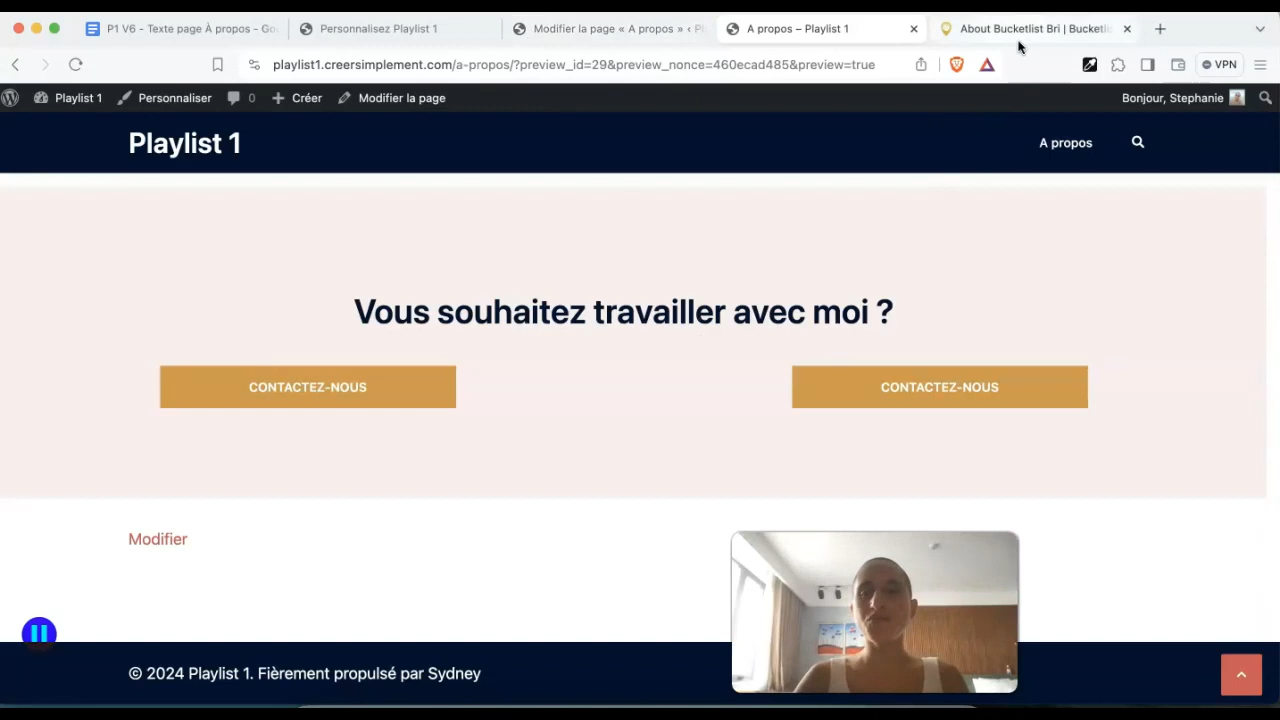 P1 V6 - Texte page À propos - Go
Personnalisez Playlist 1
Modifier la page « A propos » ‹ Pl
A propos – Playlist 1
About Bucketlist Bri | Bucketlis
playlist1.creersimplement.com/a-propos/?preview_id=29&preview_nonce=460ecad485&preview=true
VPN
Playlist 1
Personnaliser
0
Créer
Modifier la page
Bonjour, Stephanie
Playlist 1
A propos
Vous souhaitez travailler avec moi ?
CONTACTEZ-NOUS
CONTACTEZ-NOUS
Modifier
© 2024 Playlist 1. Fièrement propulsé par Sydney